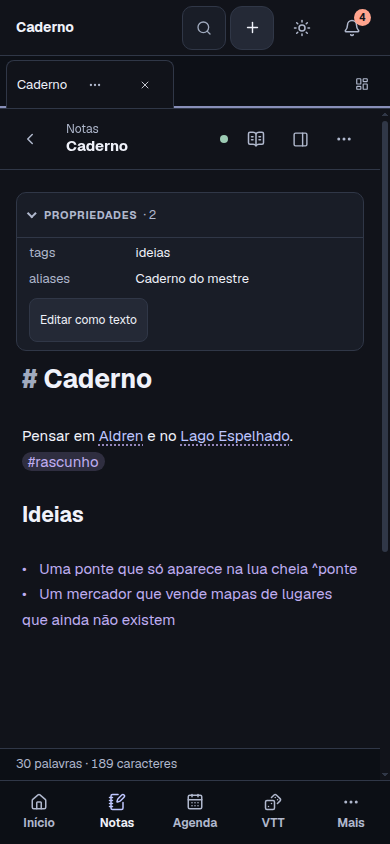 Caderno
4
Caderno
Notas
Caderno
PROPRIEDADES · 2
tags ideias
aliases Caderno do mestre
Editar como texto
# Caderno
Pensar em Aldren e no Lago Espelhado.
#rascunho
Ideias
• Uma ponte que só aparece na lua cheia ^ponte
• Um mercador que vende mapas de lugares
que ainda não existem
30 palavras · 189 caracteres
Início Notas Agenda VTT Mais